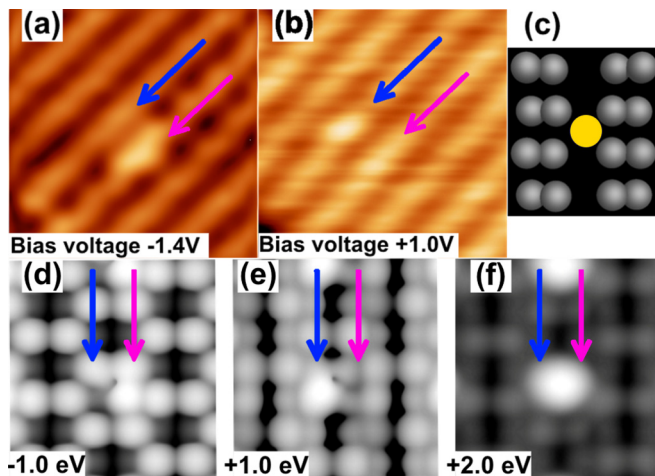 (a)
(b)
(c)
Bias voltage -1.4V
Bias voltage +1.0V
(d)
(e)
(f)
-1.0 eV
+1.0 eV
+2.0 eV